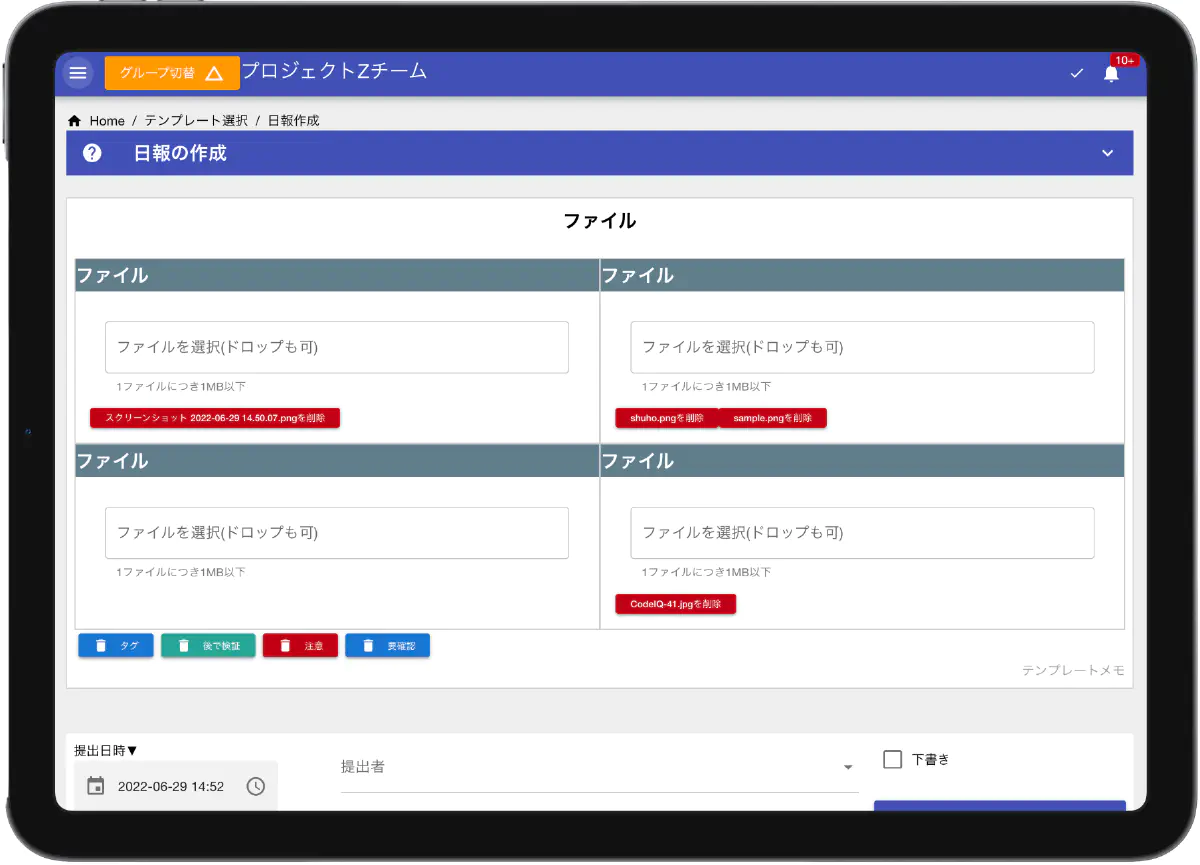 グループ切替 プロジェクトZチーム 10+
Home / テンプレート選択 / 日報作成
? 日報の作成
ファイル
ファイル ファイル
ファイルを選択(ドロップも可) ファイルを選択(ドロップも可)
1ファイルにつき1MB以下 1ファイルにつき1MB以下
スクリーンショット 2022-06-29 14.50.07.pngを削除 shuho.pngを削除 sample.pngを削除
ファイル ファイル
ファイルを選択(ドロップも可) ファイルを選択(ドロップも可)
1ファイルにつき1MB以下 1ファイルにつき1MB以下
CodeIQ-41.jpgを削除
タグ 後で検証 注意 要確認
テンプレートメモ
提出日時▼
提出者 下書き
2022-06-29 14:52